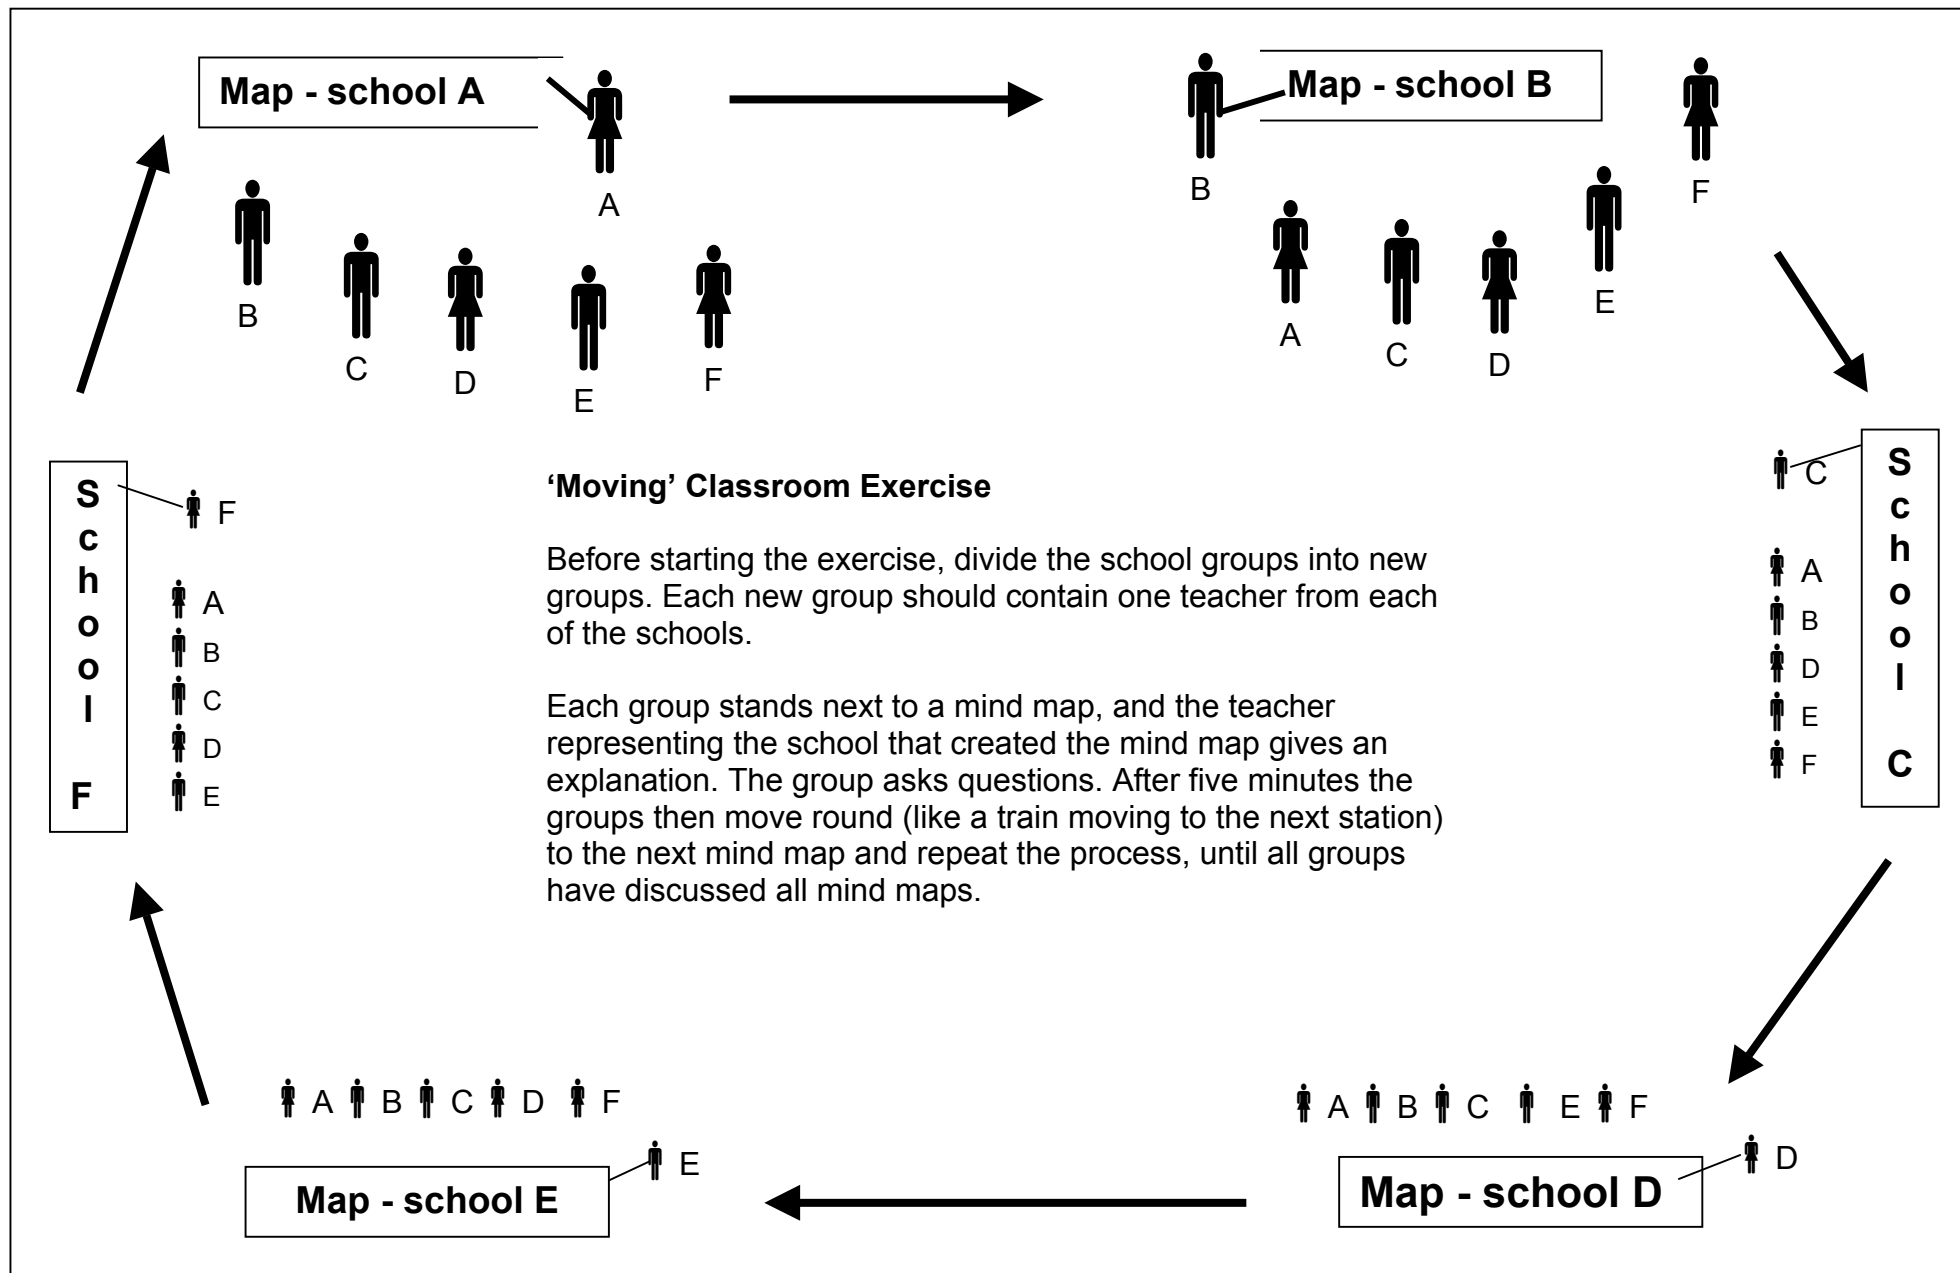 Map - school A
A
B
C
D
E
F
Map - school B
B
F
A
C
D
E
School F
F
A
B
C
D
E
‘Moving’ Classroom Exercise
Before starting the exercise, divide the school groups into new
groups. Each new group should contain one teacher from each
of the schools.
Each group stands next to a mind map, and the teacher
representing the school that created the mind map gives an
explanation. The group asks questions. After five minutes the
groups then move round (like a train moving to the next station)
to the next mind map and repeat the process, until all groups
have discussed all mind maps.
C
A
B
D
E
F
School C
A B C D F
E
Map - school E
A B C E F
D
Map - school D